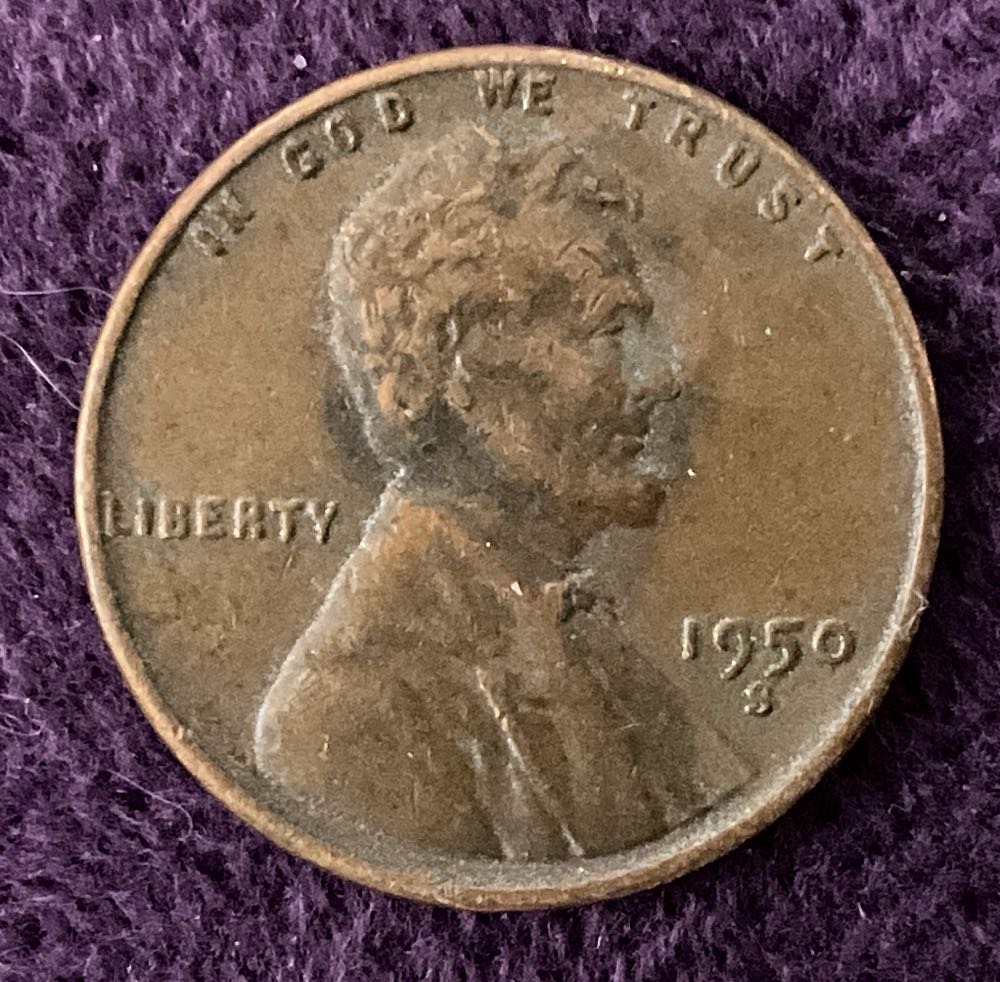 IN GOD WE TRUST
LIBERTY
1950
S